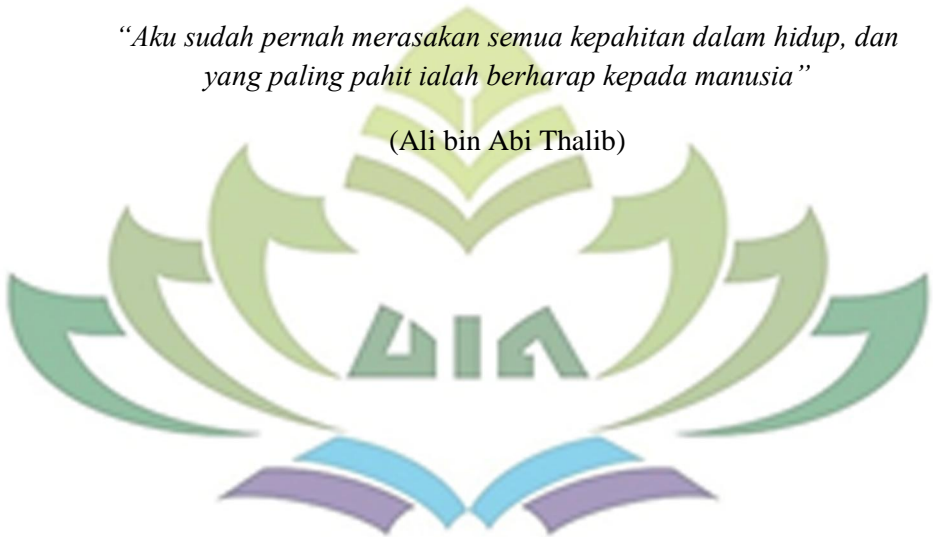 “Aku sudah pernah merasakan semua kepahitan dalam hidup, dan
yang paling pahit ialah berharap kepada manusia”
(Ali bin Abi Thalib)
UIN